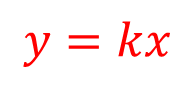 y = kx